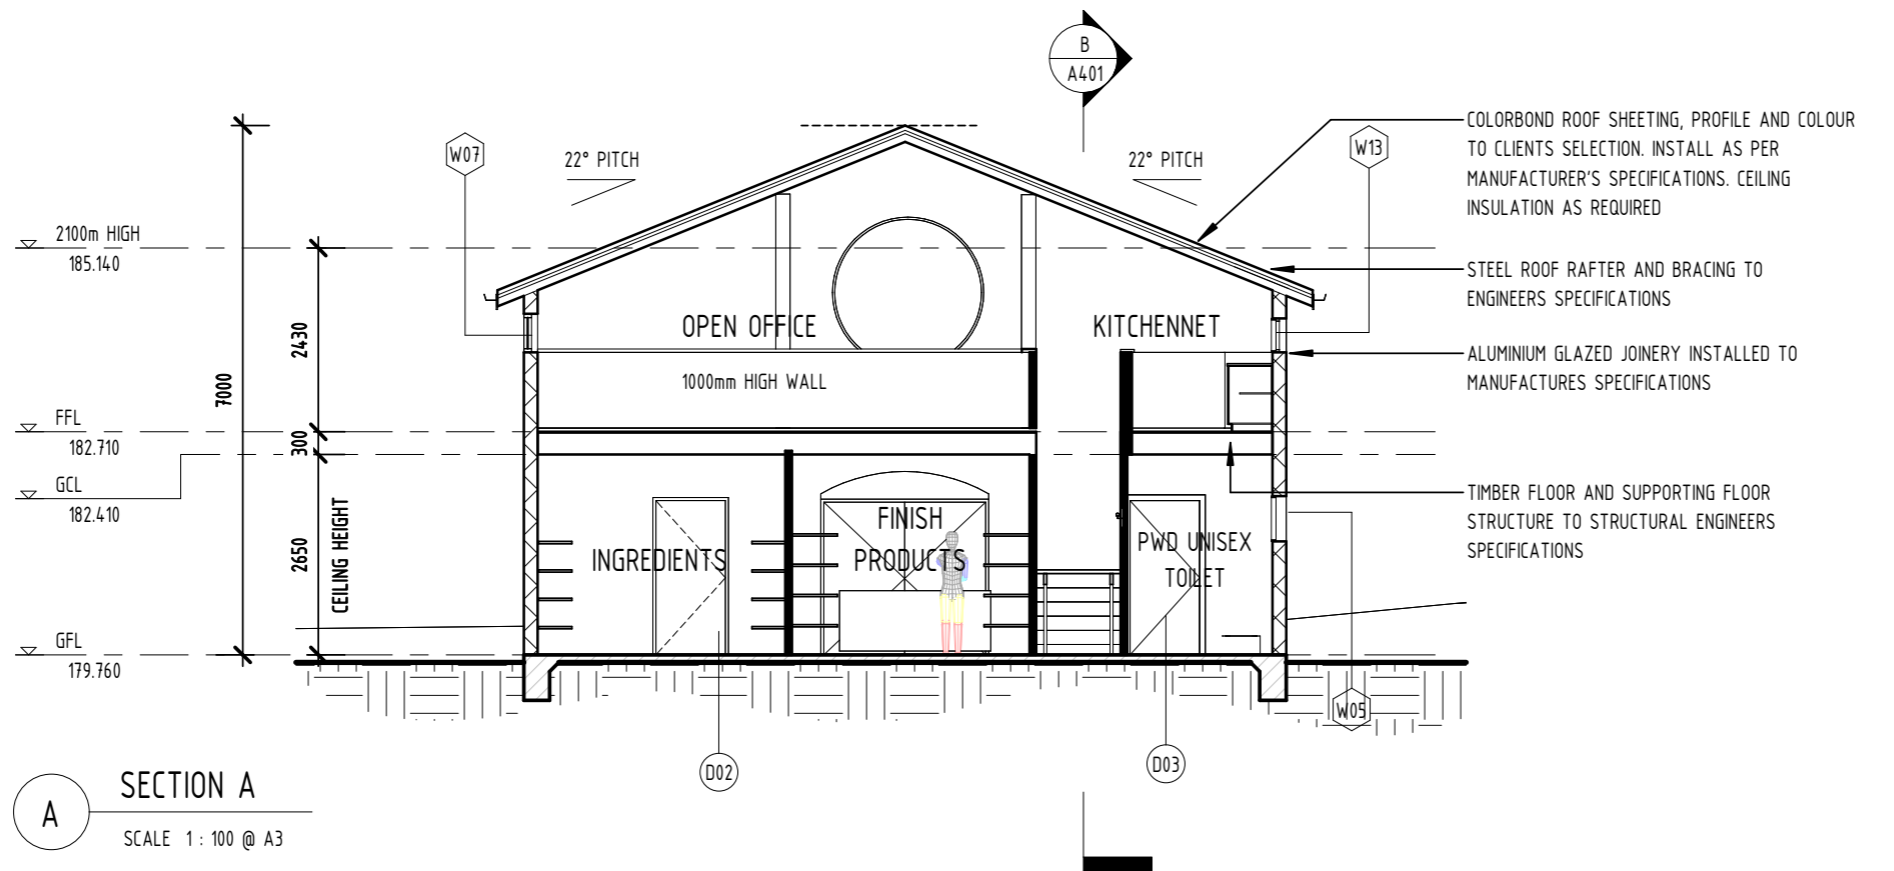 B
A401
W07
22° PITCH
22° PITCH
W13
COLORBOND ROOF SHEETING, PROFILE AND COLOUR
TO CLIENTS SELECTION. INSTALL AS PER
MANUFACTURER'S SPECIFICATIONS. CEILING
INSULATION AS REQUIRED
2100m HIGH
185.140
STEEL ROOF RAFTER AND BRACING TO
ENGINEERS SPECIFICATIONS
OPEN OFFICE
KITCHENNET
2430
7000
ALUMINIUM GLAZED JOINERY INSTALLED TO
MANUFACTURES SPECIFICATIONS
1000mm HIGH WALL
FFL
182.710
300
GCL
182.410
TIMBER FLOOR AND SUPPORTING FLOOR
STRUCTURE TO STRUCTURAL ENGINEERS
SPECIFICATIONS
2650
CEILING HEIGHT
INGREDIENTS
FINISH
PRODUCTS
PWD UNISEX
TOILET
GFL
179.760
W05
D02
D03
A
SECTION A
SCALE 1 : 100 @ A3